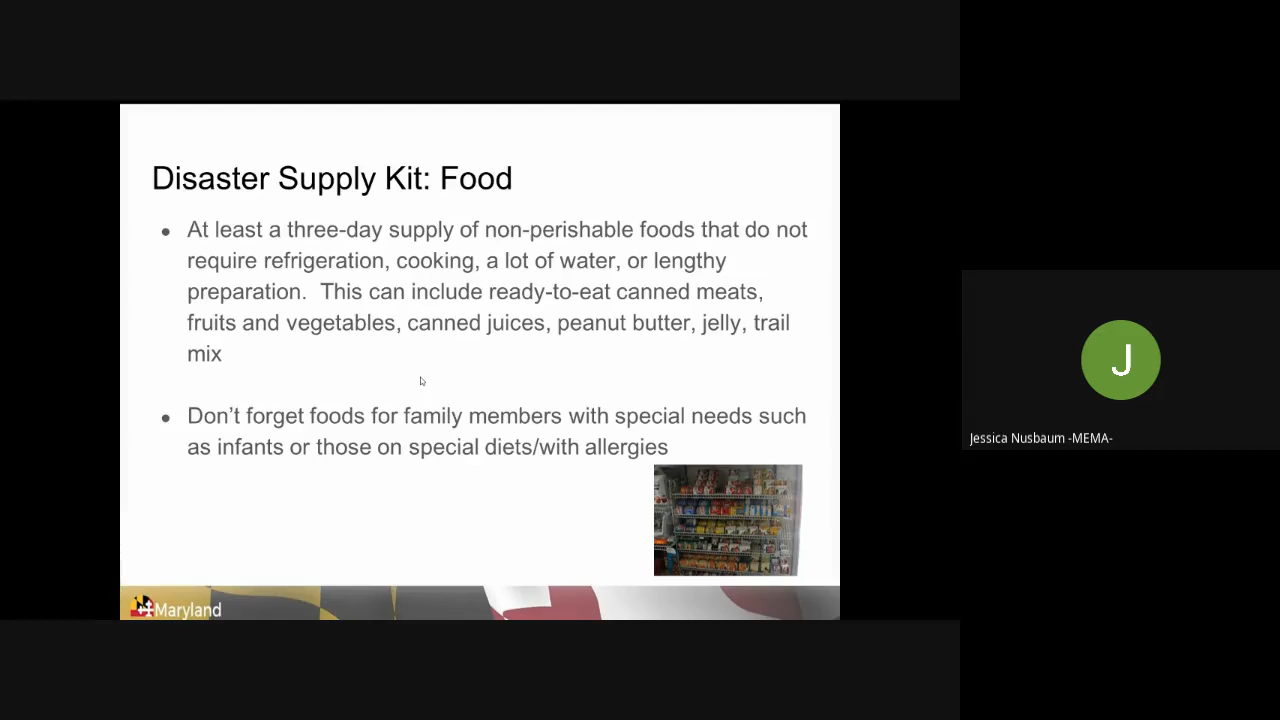 Disaster Supply Kit: Food
● At least a three-day supply of non-perishable foods that do not
require refrigeration, cooking, a lot of water, or lengthy
preparation.  This can include ready-to-eat canned meats,
fruits and vegetables, canned juices, peanut butter, jelly, trail
mix
● Don’t forget foods for family members with special needs such
as infants or those on special diets/with allergies
Maryland
J
Jessica Nusbaum -MEMA-